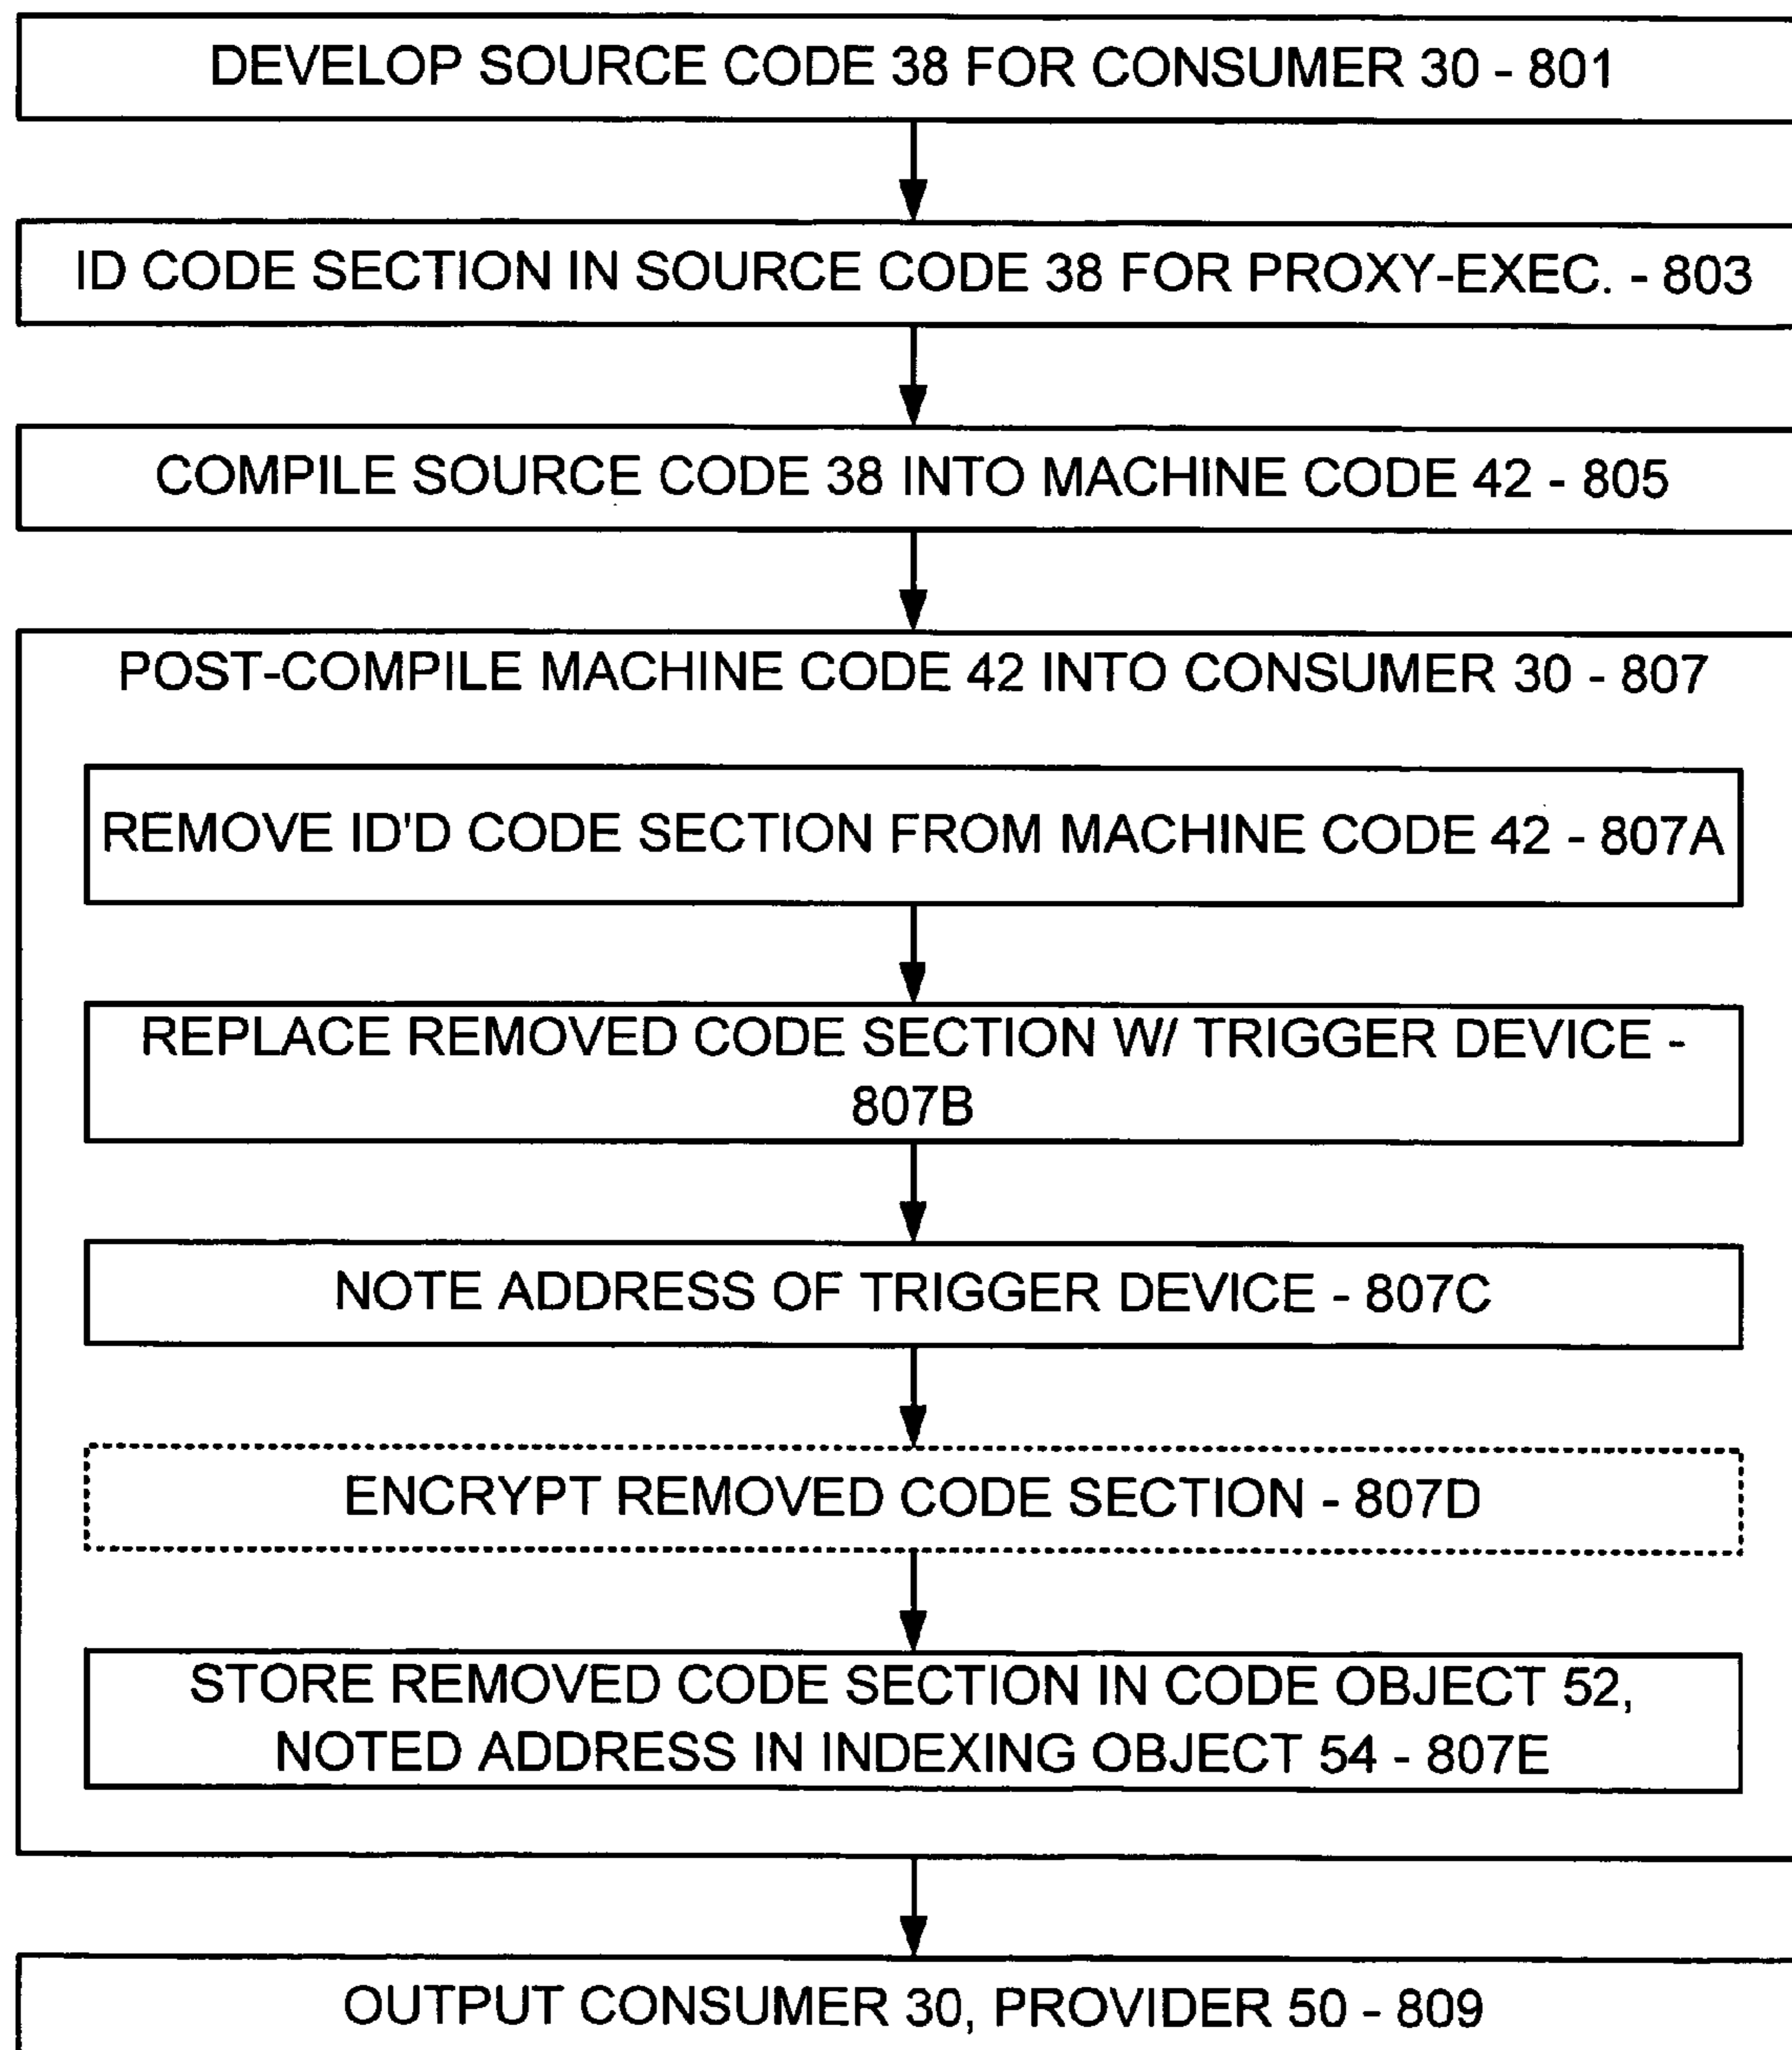 DEVELOP SOURCE CODE 38 FOR CONSUMER 30 - 801
ID CODE SECTION IN SOURCE CODE 38 FOR PROXY-EXEC. - 803
COMPILE SOURCE CODE 38 INTO MACHINE CODE 42 - 805
POST-COMPILE MACHINE CODE 42 INTO CONSUMER 30 - 807
REMOVE ID'D CODE SECTION FROM MACHINE CODE 42 - 807A
REPLACE REMOVED CODE SECTION W/ TRIGGER DEVICE -
807B
NOTE ADDRESS OF TRIGGER DEVICE - 807C
ENCRYPT REMOVED CODE SECTION - 807D
STORE REMOVED CODE SECTION IN CODE OBJECT 52,
NOTED ADDRESS IN INDEXING OBJECT 54 - 807E
OUTPUT CONSUMER 30, PROVIDER 50 - 809